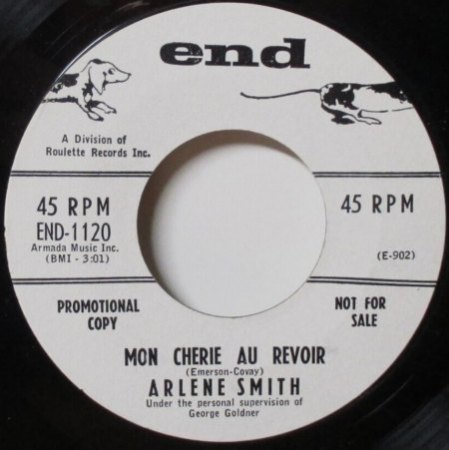 end
A Division of
Roulette Records Inc.
45 RPM
END-1120
Armada Music Inc.
(BMI - 3:01)
45 RPM
(E-902)
PROMOTIONAL
COPY
NOT FOR
SALE
MON CHERIE AU REVOIR
(Emerson-Covay)
ARLENE SMITH
Under the personal supervision of
George Goldner